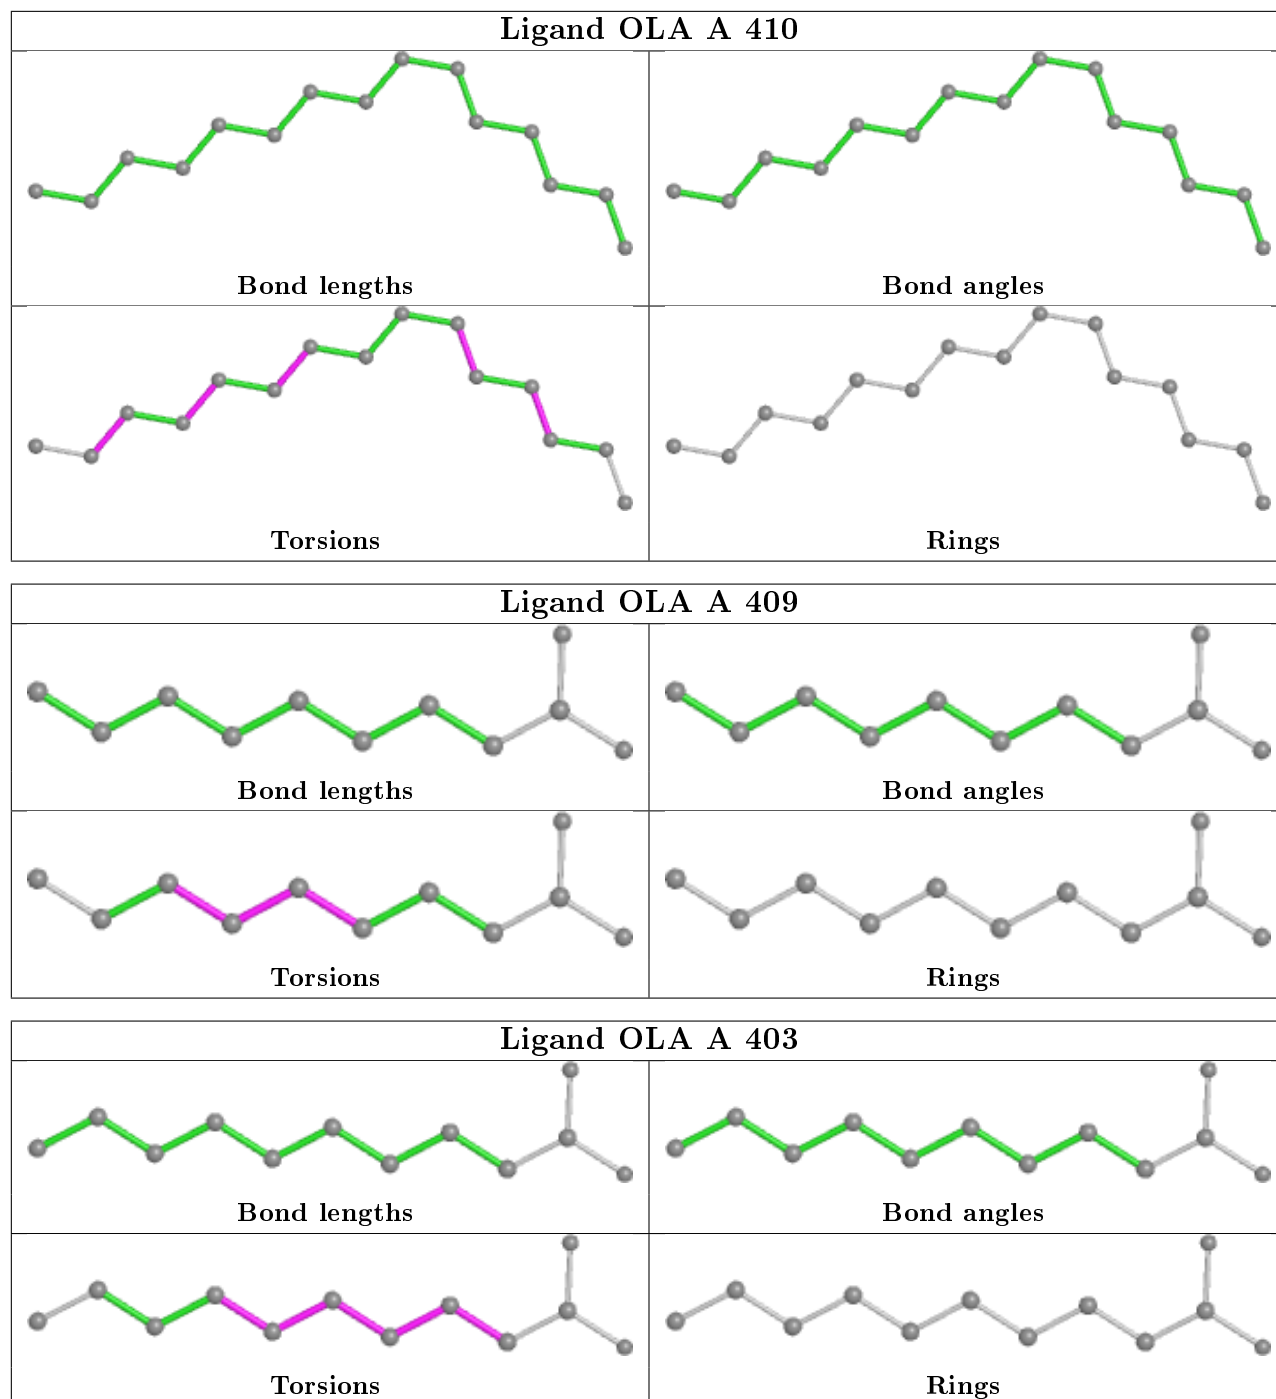 Ligand OLA A 410
Bond lengths
Bond angles
Torsions
Rings
Ligand OLA A 409
Bond lengths
Bond angles
Torsions
Rings
Ligand OLA A 403
Bond lengths
Bond angles
Torsions
Rings